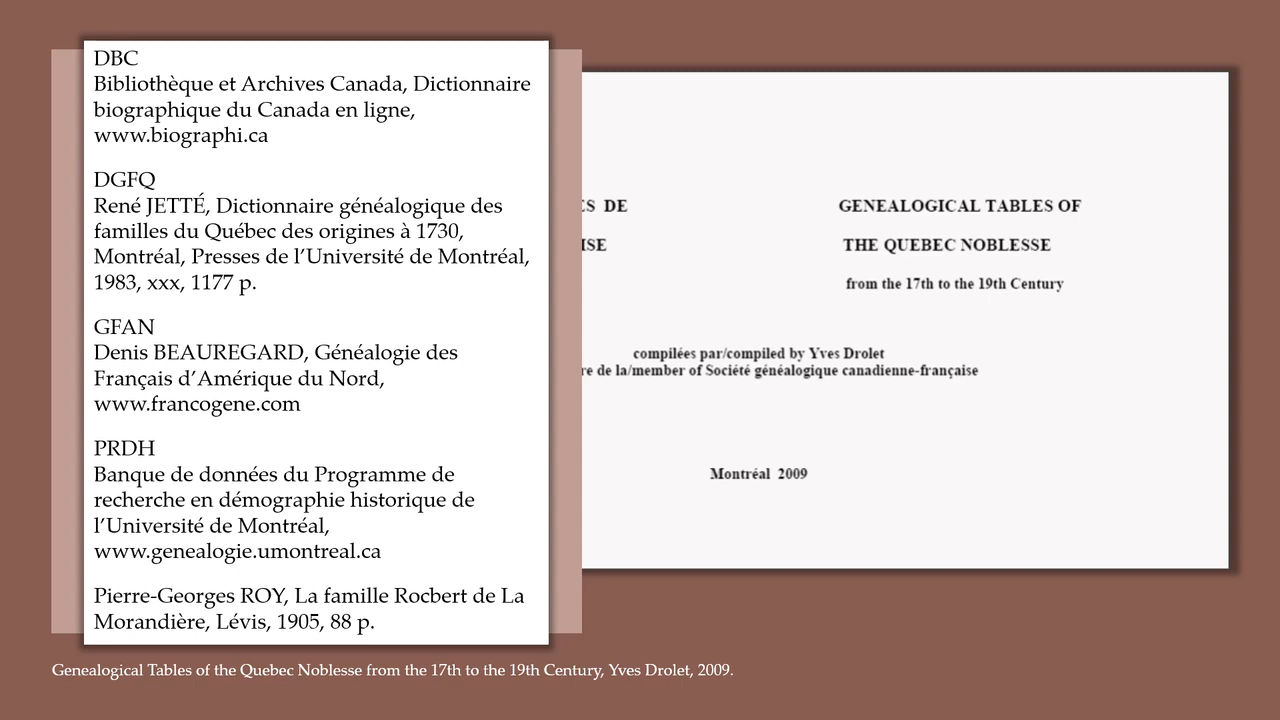 DBC
Bibliothèque et Archives Canada, Dictionnaire
biographique du Canada en ligne,
www.biographi.ca
DGFQ
René JETTÉ, Dictionnaire généalogique des
familles du Québec des origines à 1730,
Montréal, Presses de l’Université de Montréal,
1983, xxx, 1177 p.
GFAN
Denis BEAUREGARD, Généalogie des
Français d’Amérique du Nord,
www.francogene.com
PRDH
Banque de données du Programme de
recherche en démographie historique de
l’Université de Montréal,
www.genealogie.umontreal.ca
Pierre-Georges ROY, La famille Rocbert de La
Morandière, Lévis, 1905, 88 p.
DE
GENEALOGICAL TABLES OF
THE QUEBEC NOBLESSE
from the 17th to the 19th Century
compilées par/compiled by Yves Drolet
de la/member of Société généalogique canadienne-française
Montréal 2009
Genealogical Tables of the Quebec Noblesse from the 17th to the 19th Century, Yves Drolet, 2009.